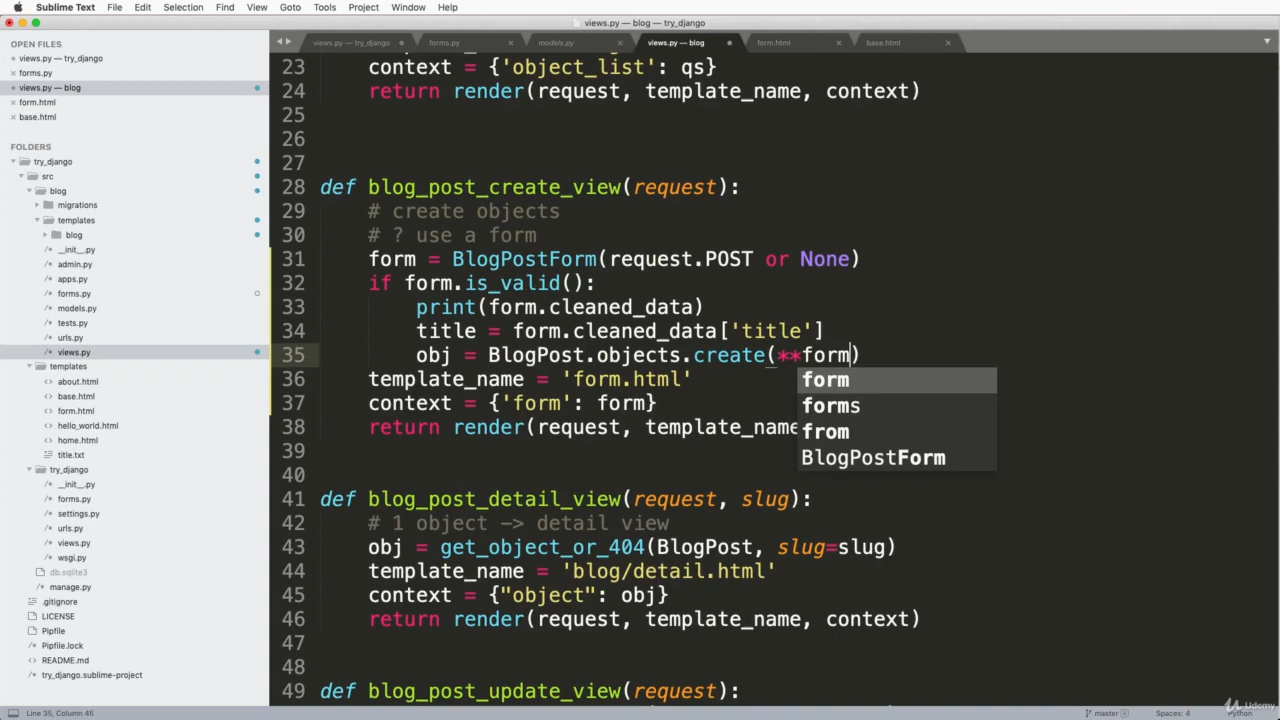 Sublime Text File Edit Selection Find View Goto Tools Project Window Help
views.py — blog — try_django
OPEN FILES
views.py — try_django
forms.py
views.py — blog
form.html
base.html
FOLDERS
try_django
src
blog
migrations
templates
blog
__init__.py
admin.py
apps.py
forms.py
models.py
tests.py
urls.py
views.py
templates
about.html
base.html
form.html
hello_world.html
home.html
title.txt
try_django
__init__.py
forms.py
settings.py
urls.py
views.py
wsgi.py
db.sqlite3
manage.py
.gitignore
LICENSE
Pipfile
Pipfile.lock
README.md
try_django.sublime-project
views.py — try_django forms.py models.py views.py — blog form.html base.html
23 context = {'object_list': qs}
24 return render(request, template_name, context)
25
26
27
28 def blog_post_create_view(request):
29 # create objects
30 # ? use a form
31 form = BlogPostForm(request.POST or None)
32 if form.is_valid():
33 print(form.cleaned_data)
34 title = form.cleaned_data['title']
35 obj = BlogPost.objects.create(**form)
36 template_name = 'form.html'
37 context = {'form': form}
38 return render(request, template_name
form
forms
from
BlogPostForm
39
40
41 def blog_post_detail_view(request, slug):
42 # 1 object -> detail view
43 obj = get_object_or_404(BlogPost, slug=slug)
44 template_name = 'blog/detail.html'
45 context = {"object": obj}
46 return render(request, template_name, context)
47
48
49 def blog_post_update_view(request):
Line 35, Column 45
master
Spaces: 4
Python
Udemy